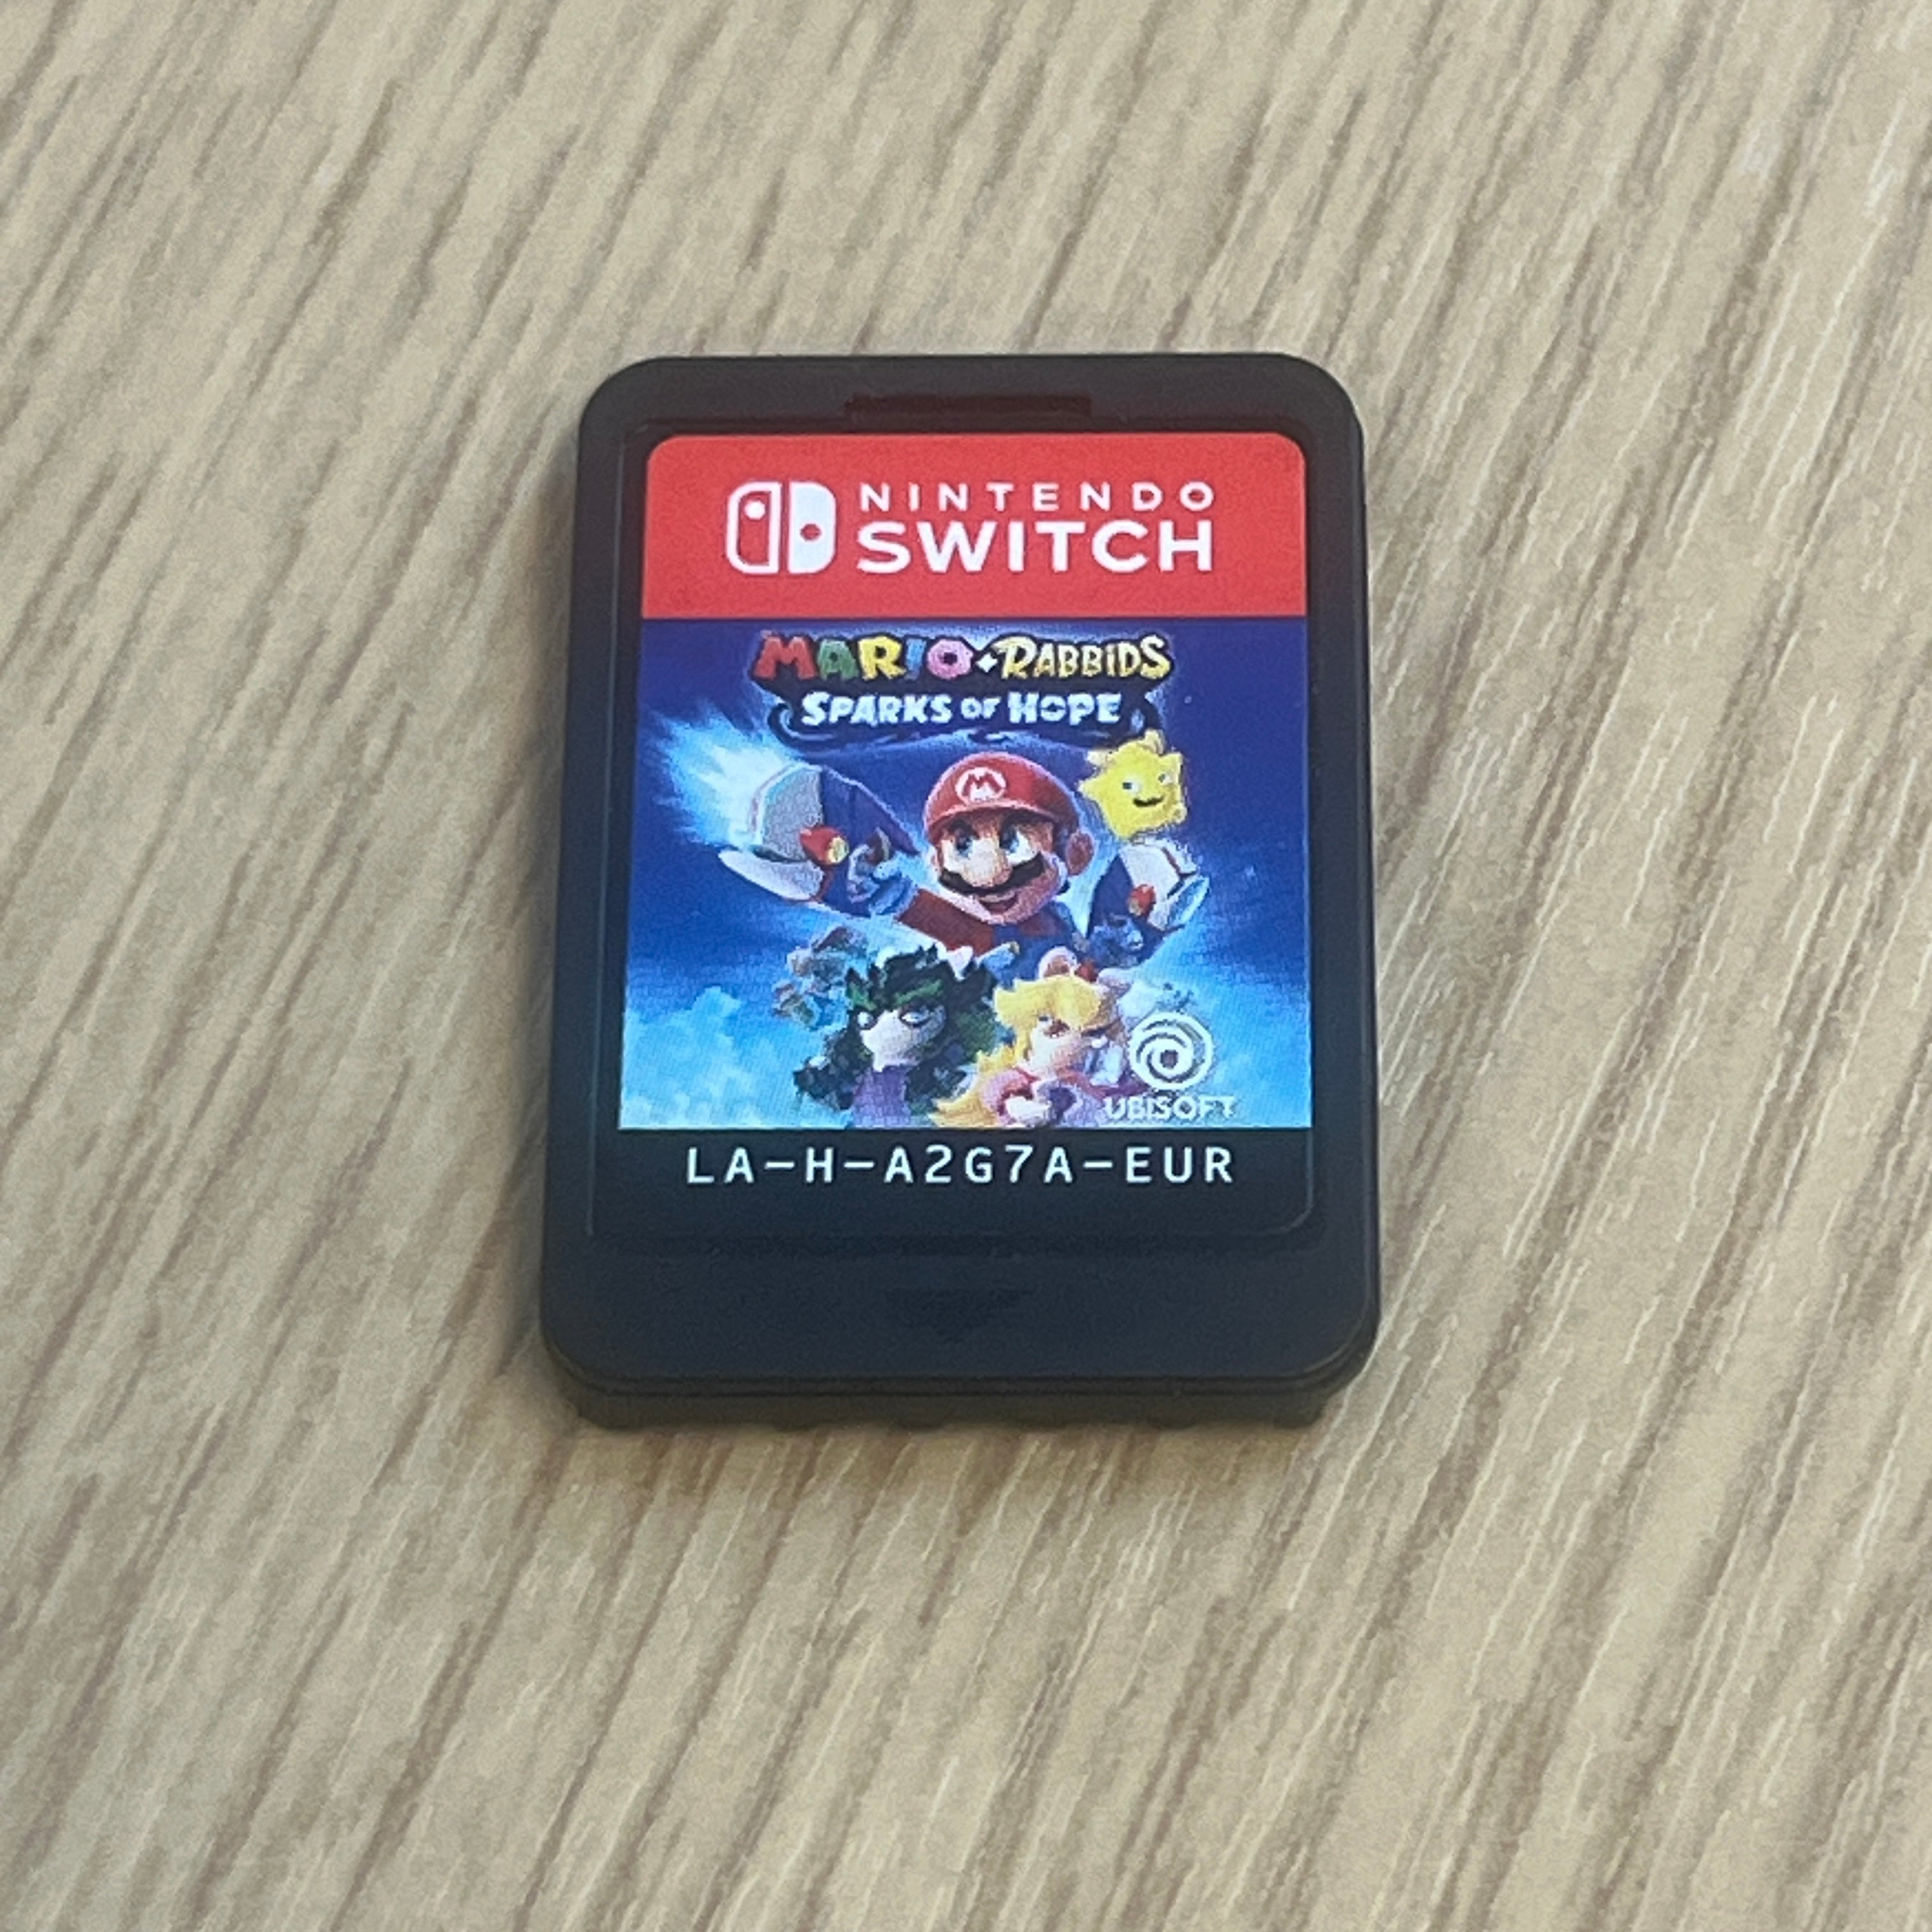 NINTENDO
SWITCH
MARIO + RABBIDS
SPARKS OF HOPE
M
UBISOFT
LA-H-A2G7A-EUR